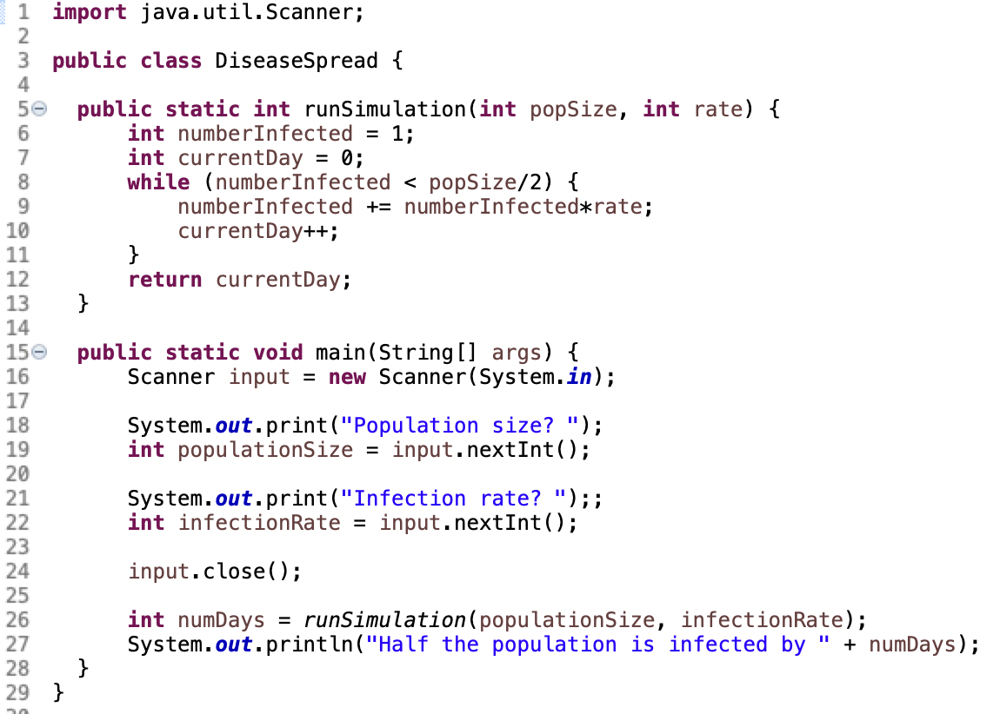 1 import java.util.Scanner;
2
3 public class DiseaseSpread {
4
5 public static int runSimulation(int popSize, int rate) {
6 int numberInfected = 1;
7 int currentDay = 0;
8 while (numberInfected < popSize/2) {
9 numberInfected += numberInfected*rate;
10 currentDay++;
11 }
12 return currentDay;
13 }
14
15 public static void main(String[] args) {
16 Scanner input = new Scanner(System.in);
17
18 System.out.print("Population size? ");
19 int populationSize = input.nextInt();
20
21 System.out.print("Infection rate? ");;
22 int infectionRate = input.nextInt();
23
24 input.close();
25
26 int numDays = runSimulation(populationSize, infectionRate);
27 System.out.println("Half the population is infected by " + numDays);
28 }
29 }